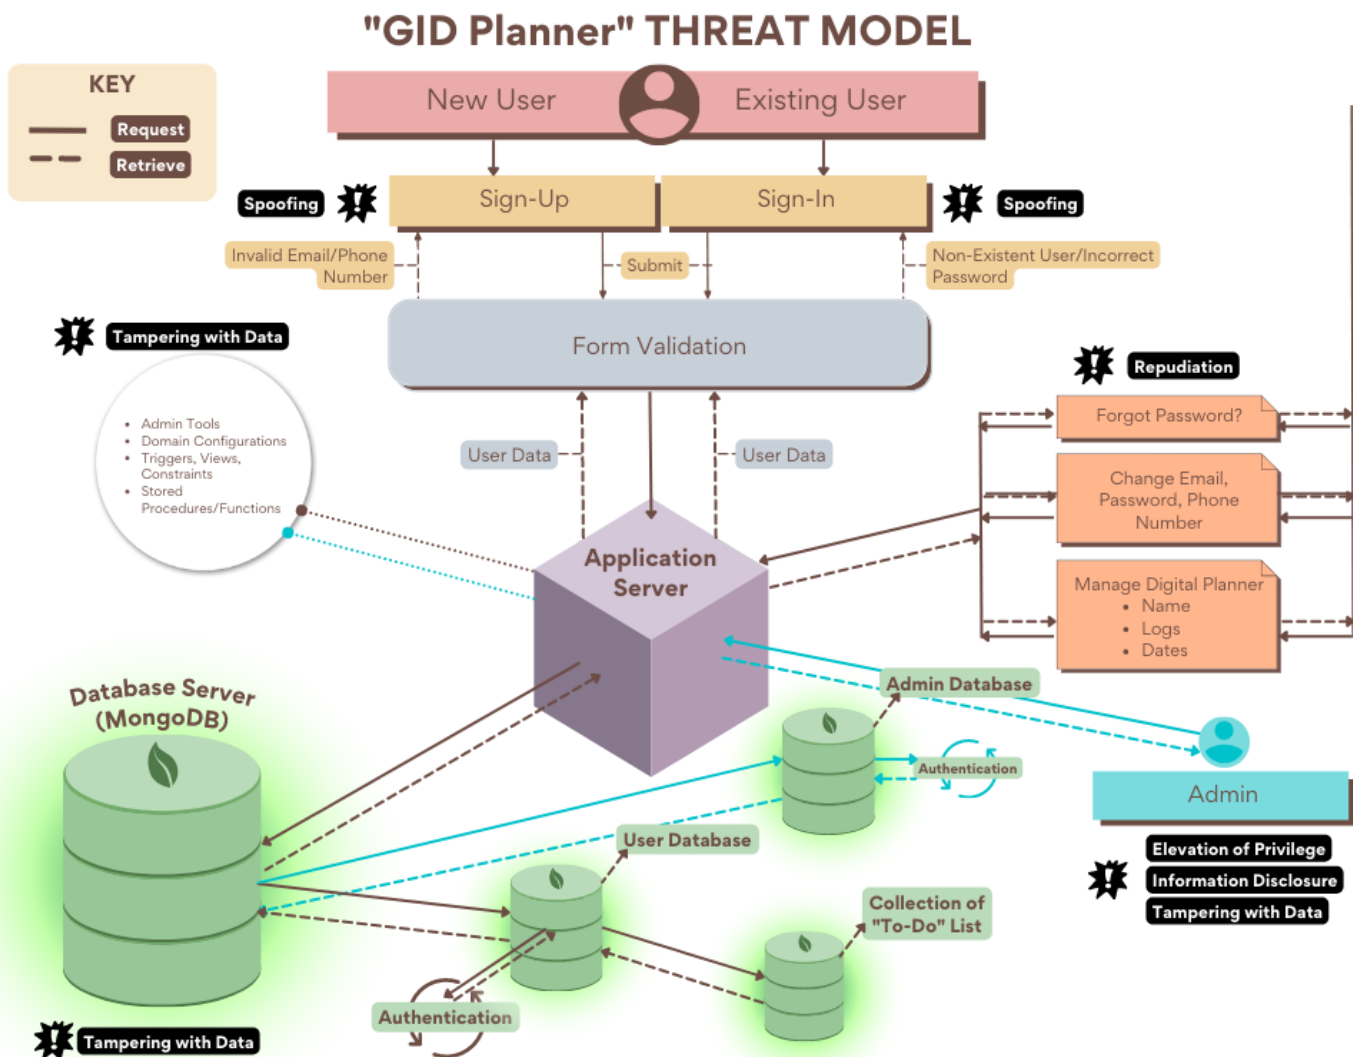 "GID Planner" THREAT MODEL
KEY
Request
Retrieve
New User
Existing User
Spoofing
!
Sign-Up
Sign-In
!
Spoofing
Invalid Email/Phone
Number
Submit
Non-Existent User/Incorrect
Password
!
Tampering with Data
Form Validation
!
Repudiation
• Admin Tools
• Domain Configurations
• Triggers, Views,
Constraints
• Stored
Procedures/Functions
User Data
User Data
Forgot Password?
Change Email,
Password, Phone
Number
Manage Digital Planner
• Name
• Logs
• Dates
Application
Server
Database Server
(MongoDB)
Admin Database
Authentication
Admin
User Database
Collection of
"To-Do" List
Authentication
!
Elevation of Privilege
Information Disclosure
Tampering with Data
!
Tampering with Data